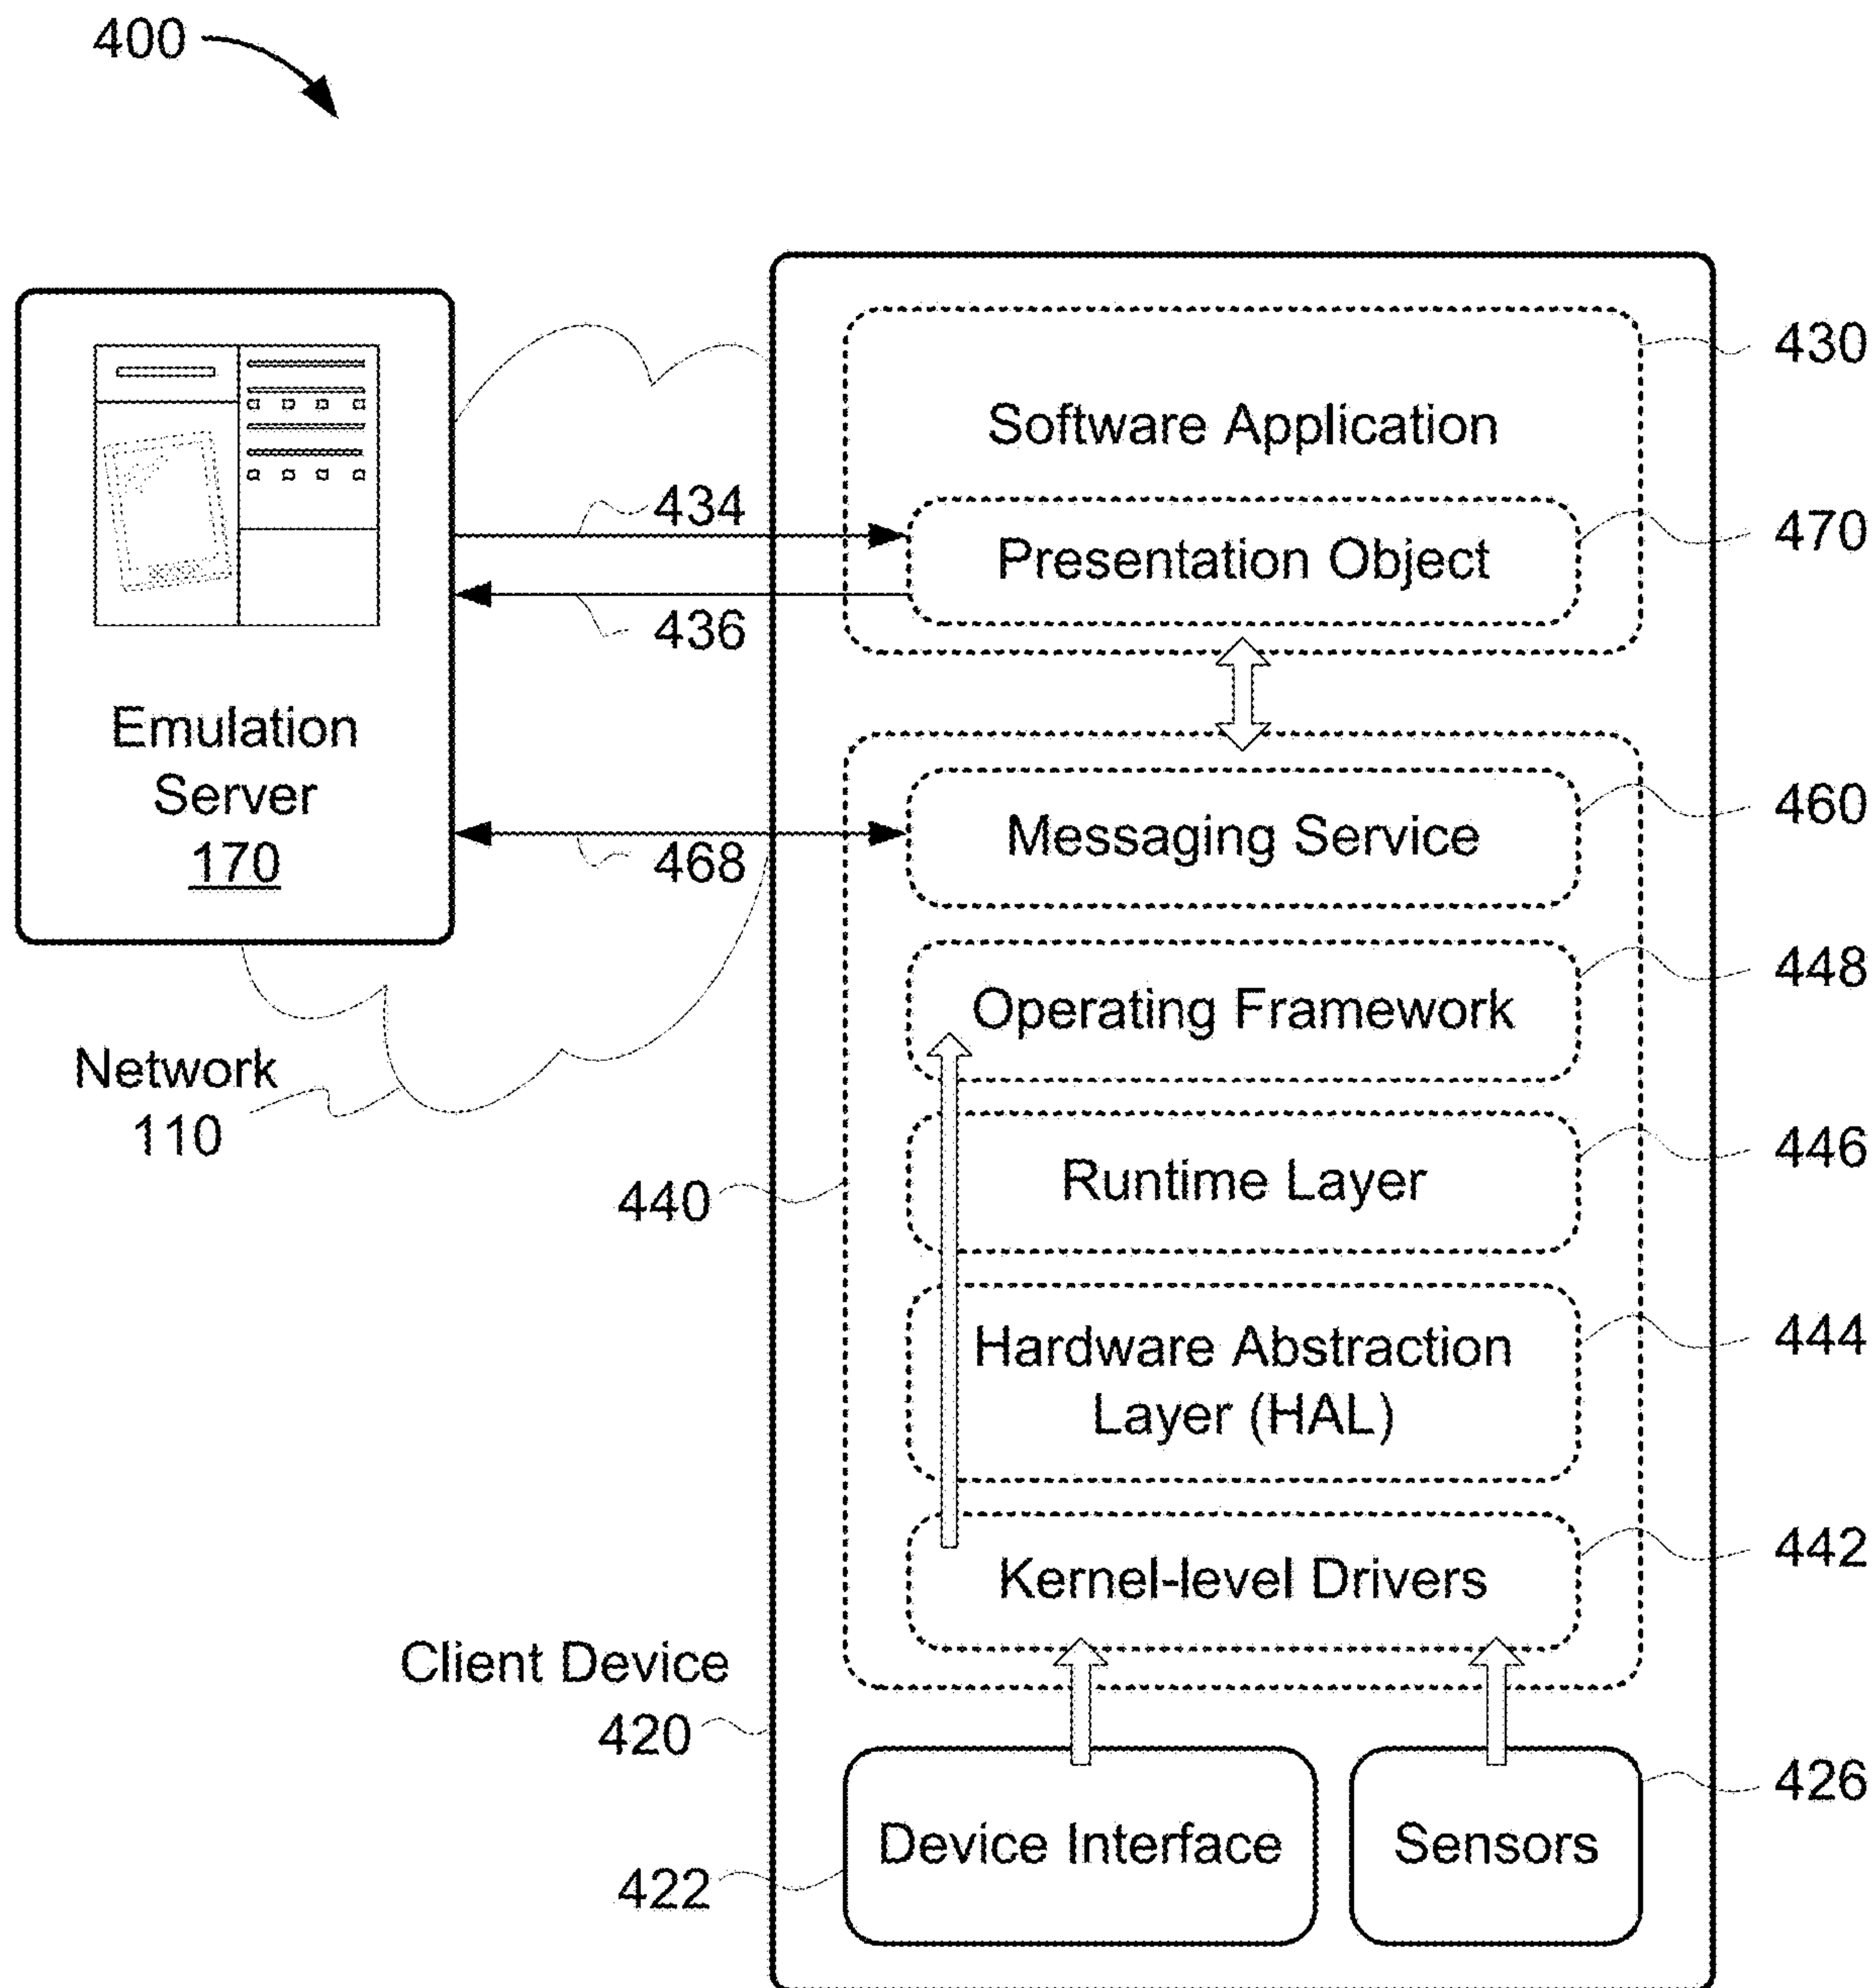 400
430
Software Application
434
Presentation Object
470
436
Emulation
Server
170
Messaging Service
460
468
Operating Framework
448
Network
110
Runtime Layer
446
440
Hardware Abstraction
Layer (HAL)
444
Kernel-level Drivers
442
Client Device
420
Device Interface
Sensors
426
422